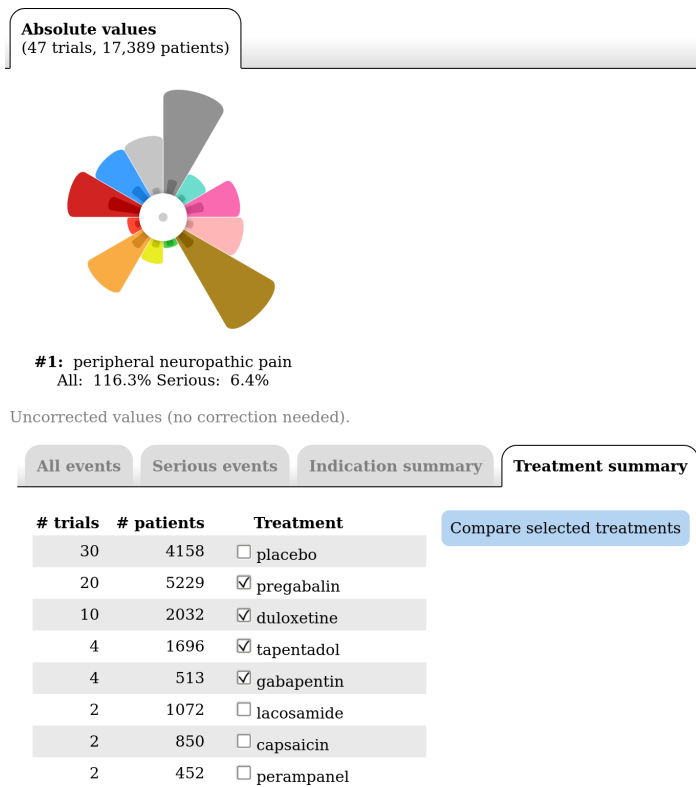 Absolute values
(47 trials, 17,389 patients)
#1: peripheral neuropathic pain
All: 116.3% Serious: 6.4%
Uncorrected values (no correction needed).
All events Serious events Indication summary Treatment summary
# trials # patients Treatment
Compare selected treatments
30 4158 placebo
20 5229 pregabalin
10 2032 duloxetine
4 1696 tapentadol
4 513 gabapentin
2 1072 lacosamide
2 850 capsaicin
2 452 perampanel